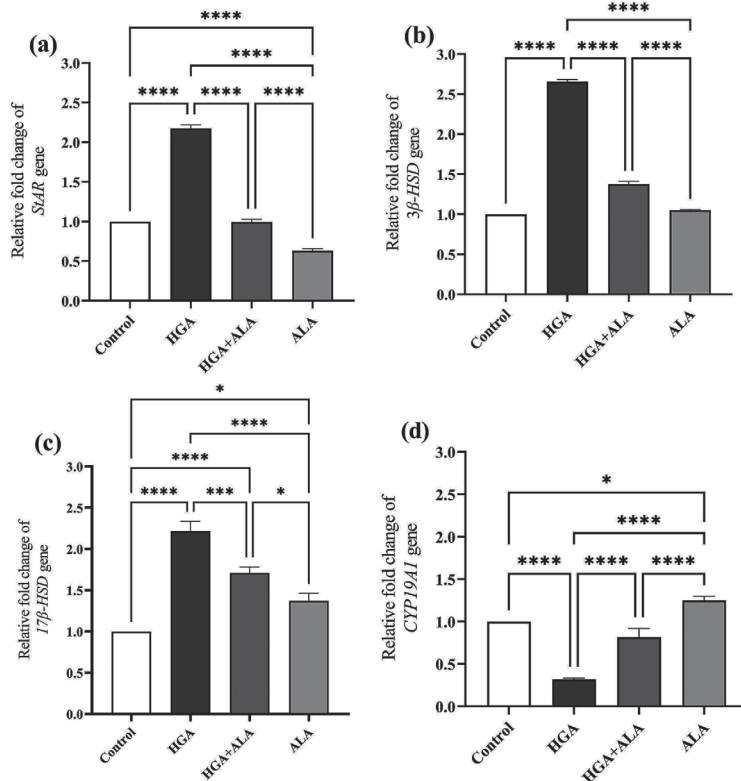 (a)
****
****
**** **** ****
3.0
2.5
2.0
1.5
1.0
0.5
0.0
Relative fold change of
StAR gene
Control
HGA
HGA+ALA
ALA
(b)
****
**** **** ****
3.0
2.5
2.0
1.5
1.0
0.5
0.0
Relative fold change of
3β-HSD gene
Control
HGA
HGA+ALA
ALA
(c)
*
****
****
**** *** *
3.0
2.5
2.0
1.5
1.0
0.5
0.0
Relative fold change of
17β-HSD gene
Control
HGA
HGA+ALA
ALA
(d)
*
****
**** **** ****
3.0
2.5
2.0
1.5
1.0
0.5
0.0
Relative fold change of
CYP19A1 gene
Control
HGA
HGA+ALA
ALA